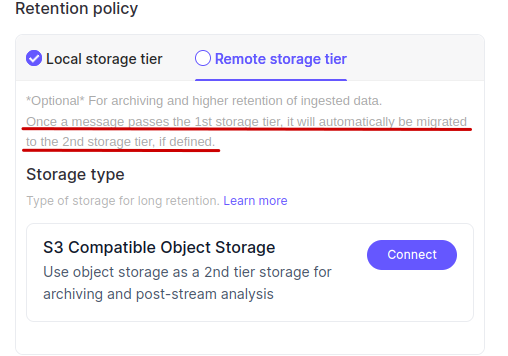 Retention policy
Local storage tier
Remote storage tier
*Optional* For archiving and higher retention of ingested data.
Once a message passes the 1st storage tier, it will automatically be migrated
to the 2nd storage tier, if defined.
Storage type
Type of storage for long retention. Learn more
S3 Compatible Object Storage
Connect
Use object storage as a 2nd tier storage for
archiving and post-stream analysis